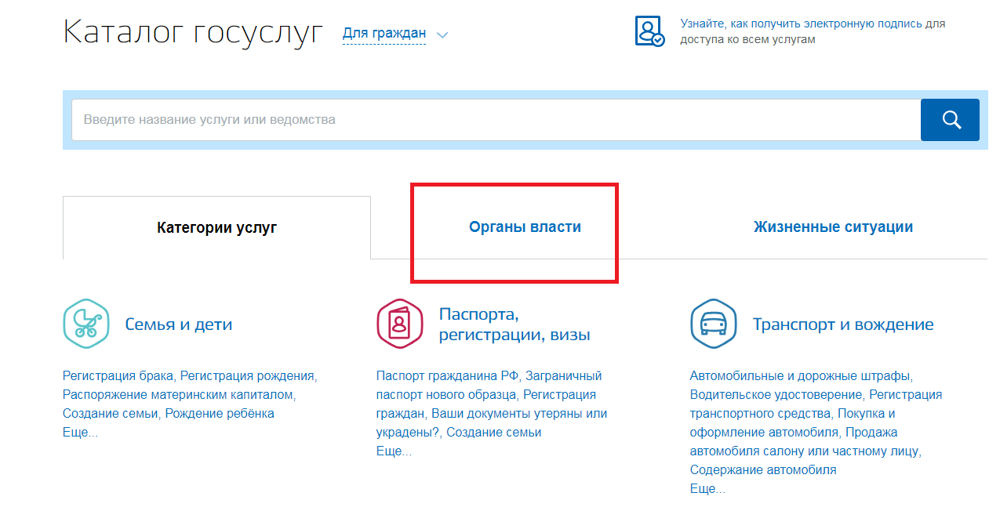 Каталог госуслуг
Для граждан
Узнайте, как получить электронную подпись для
доступа ко всем услугам
Введите название услуги или ведомства
Категории услуг
Органы власти
Жизненные ситуации
Семья и дети
Регистрация брака, Регистрация рождения,
Распоряжение материнским капиталом,
Создание семьи, Рождение ребёнка
Еще...
Паспорта,
регистрации, визы
Паспорт гражданина РФ, Заграничный
паспорт нового образца, Регистрация
граждан, Ваши документы утеряны или
украдены?, Создание семьи
Еще...
Транспорт и вождение
Автомобильные и дорожные штрафы,
Водительское удостоверение, Регистрация
транспортного средства, Покупка и
оформление автомобиля, Продажа
автомобиля салону или частному лицу,
Содержание автомобиля
Еще...